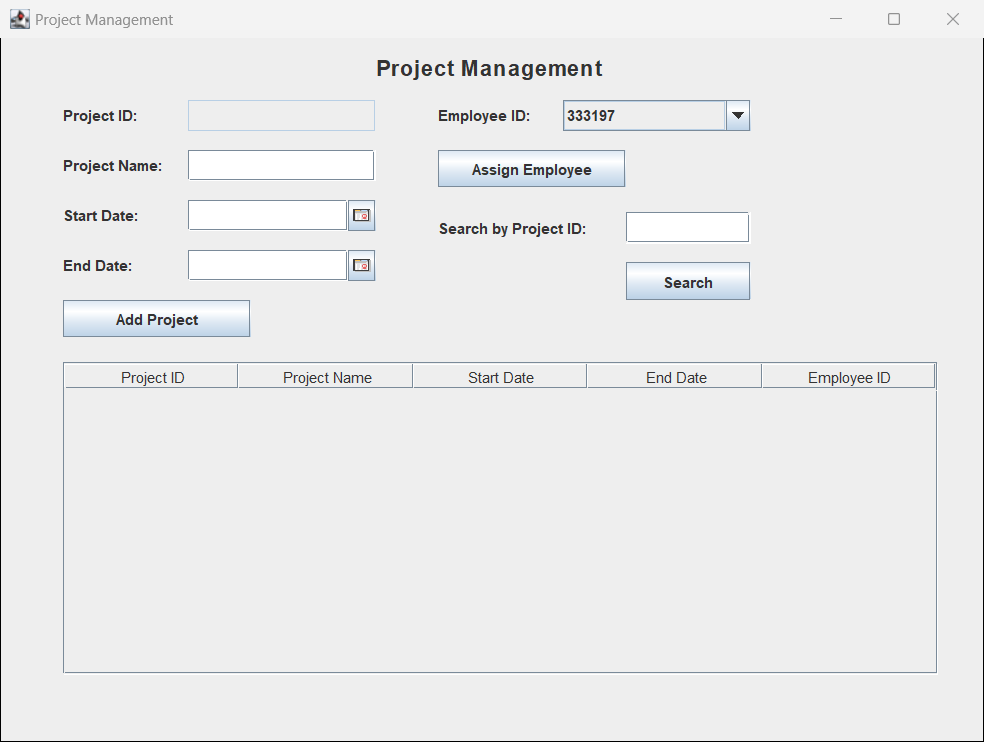 Project Management
Project Management
Project ID:
Employee ID: 333197
Project Name:
Assign Employee
Start Date:
Search by Project ID:
End Date:
Search
Add Project
Project ID Project Name Start Date End Date Employee ID